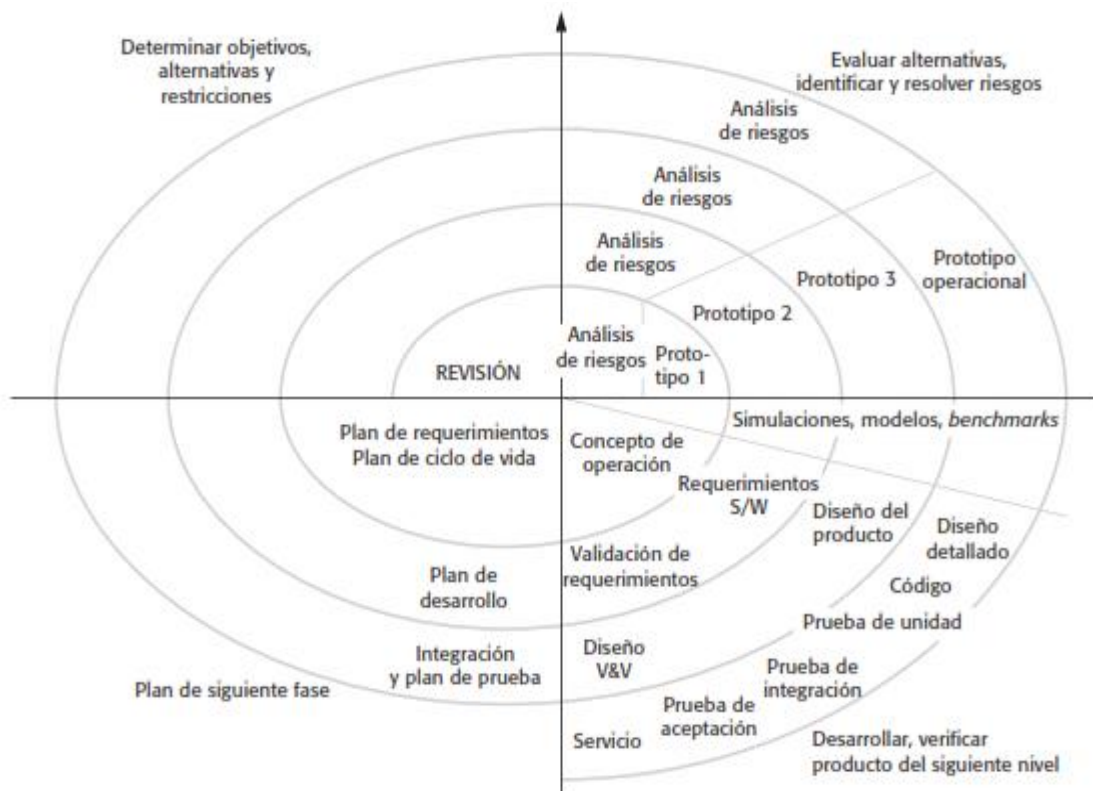 Determinar objetivos,
alternativas y
restricciones
Evaluar alternativas,
identificar y resolver riesgos
Análisis
de riesgos
Análisis
de riesgos
Análisis
de riesgos
Análisis
de riesgos
Proto-
tipo 1
Prototipo 2
Prototipo 3
Prototipo
operacional
REVISIÓN
Simulaciones, modelos, benchmarks
Plan de requerimientos
Plan de ciclo de vida
Concepto de
operación
Requerimientos
S/W
Diseño del
producto
Diseño
detallado
Plan de
desarrollo
Validación de
requerimientos
Código
Prueba de unidad
Integración
y plan de prueba
Diseño
V&V
Prueba de
integración
Plan de siguiente fase
Prueba de
aceptación
Servicio
Desarrollar, verificar
producto del siguiente nivel